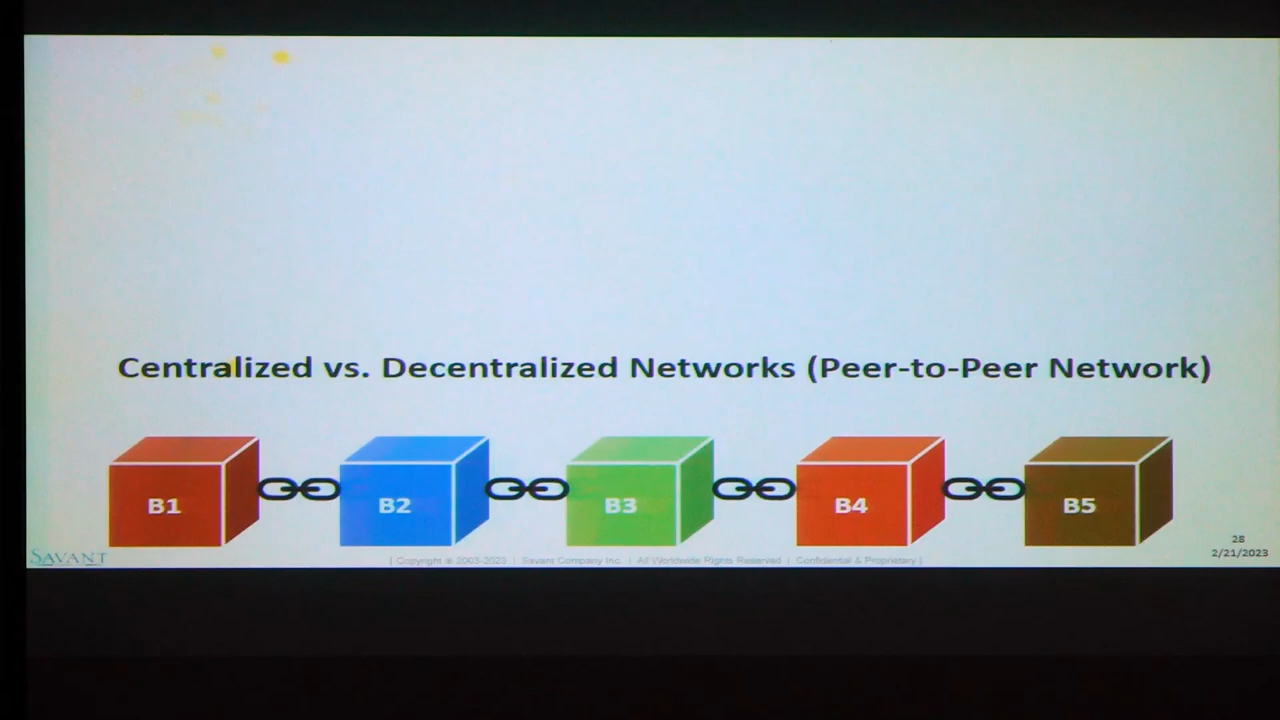 Centralized vs. Decentralized Networks (Peer-to-Peer Network)
B1 B2 B3 B4 B5
28
2/21/2023
SAVANT
| Copyright © 2003-2023 | Savant Company Inc. | All Worldwide Rights Reserved | Confidential & Proprietary |